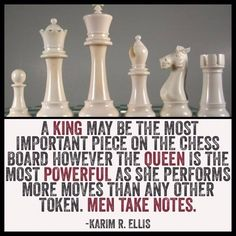 A KING MAY BE THE MOST
IMPORTANT PIECE ON THE CHESS
BOARD HOWEVER THE QUEEN IS THE
MOST POWERFUL AS SHE PERFORMS
MORE MOVES THAN ANY OTHER
TOKEN. MEN TAKE NOTES.
-KARIM R. ELLIS